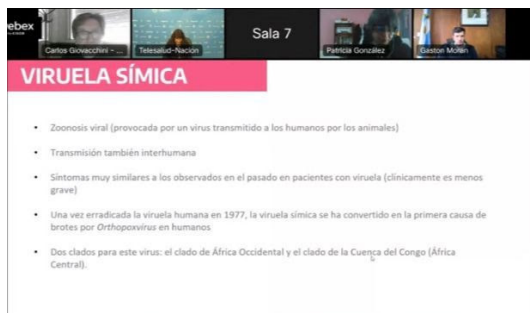 ebex
Carlos Giovacchini - ...
Telesalud-Nación
Sala 7
Patricia González
Gaston Morán
VIRUELA SÍMICA
• Zoonosis viral (provocada por un virus transmitido a los humanos por los animales)
• Transmisión también interhumana
• Síntomas muy similares a los observados en el pasado en pacientes con viruela (clínicamente es menos
grave)
• Una vez erradicada la viruela humana en 1977, la viruela símica se ha convertido en la primera causa de
brotes por Orthopoxvirus en humanos
• Dos clados para este virus: el clado de África Occidental y el clado de la Cuenca del Congo (África
Central).